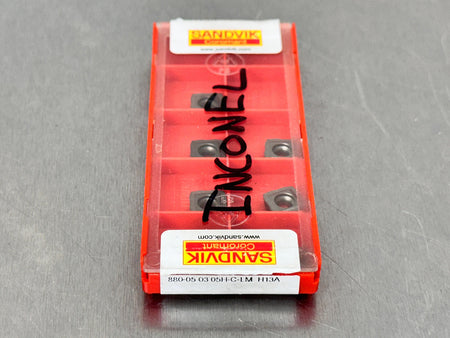 SANDVIK
Coromant
www.sandvik.com
INCONEL
www.sandvik.com
Coromant
SANDVIK
880-05 03 05H-C-LM H13A